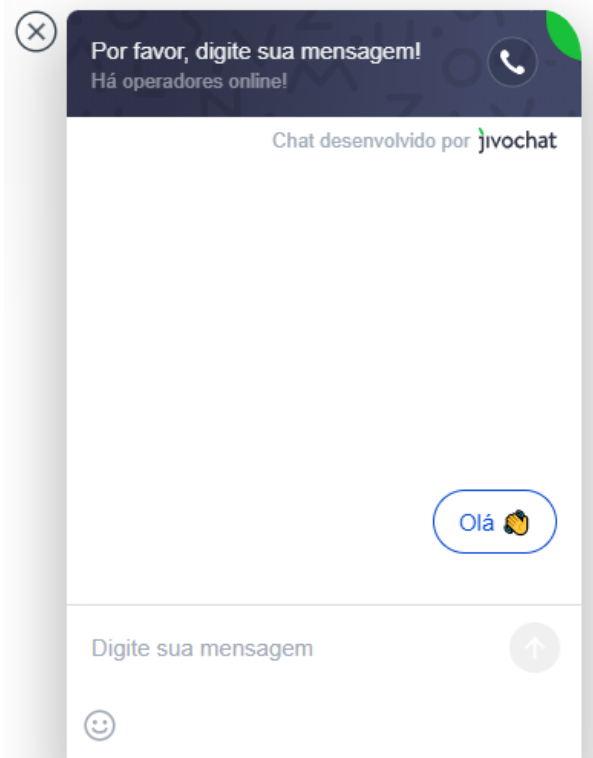 Por favor, digite sua mensagem!
Há operadores online!
Chat desenvolvido por jivochat
Olá 👋
Digite sua mensagem